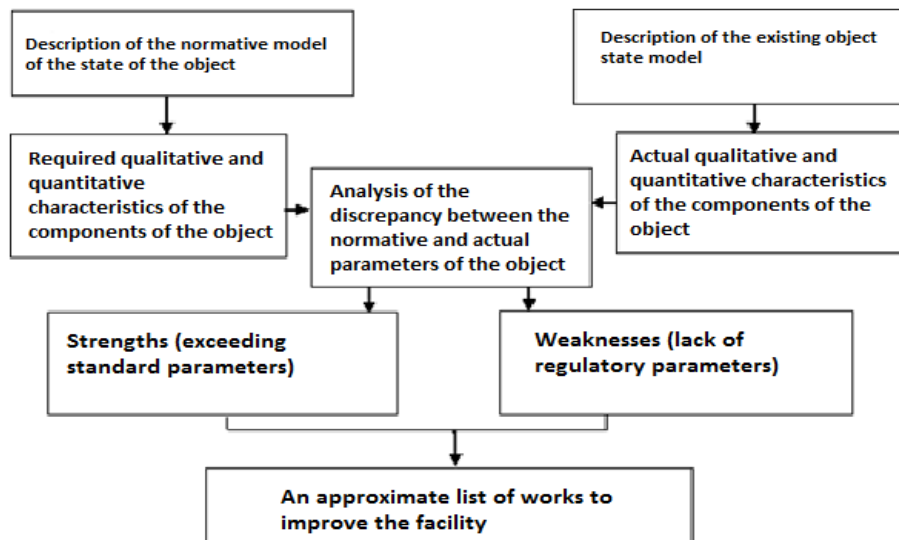 Description of the normative model
of the state of the object
Description of the existing object
state model
Required qualitative and
quantitative
characteristics of the
components of the object
Analysis of the
discrepancy between the
normative and actual
parameters of the object
Actual qualitative and
quantitative characteristics
of the components of the
object
Strengths (exceeding
standard parameters)
Weaknesses (lack of
regulatory parameters)
An approximate list of works to
improve the facility